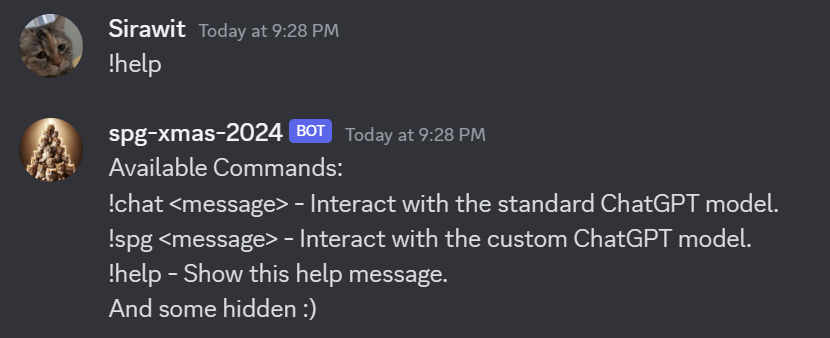 Sirawit Today at 9:28 PM
!help
spg-xmas-2024 BOT Today at 9:28 PM
Available Commands:
!chat <message> - Interact with the standard ChatGPT model.
!spg <message> - Interact with the custom ChatGPT model.
!help - Show this help message.
And some hidden :)